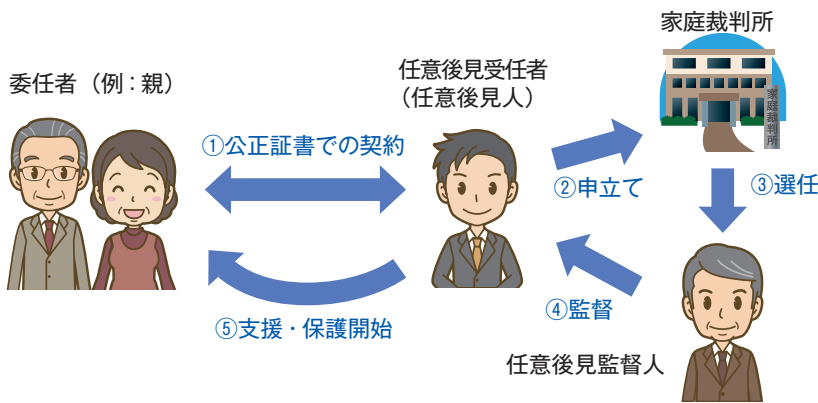 家庭裁判所
委任者（例：親）
任意後見受任者
（任意後見人）
家庭裁判所
①公正証書での契約
②申立て
③選任
④監督
⑤支援・保護開始
任意後見監督人